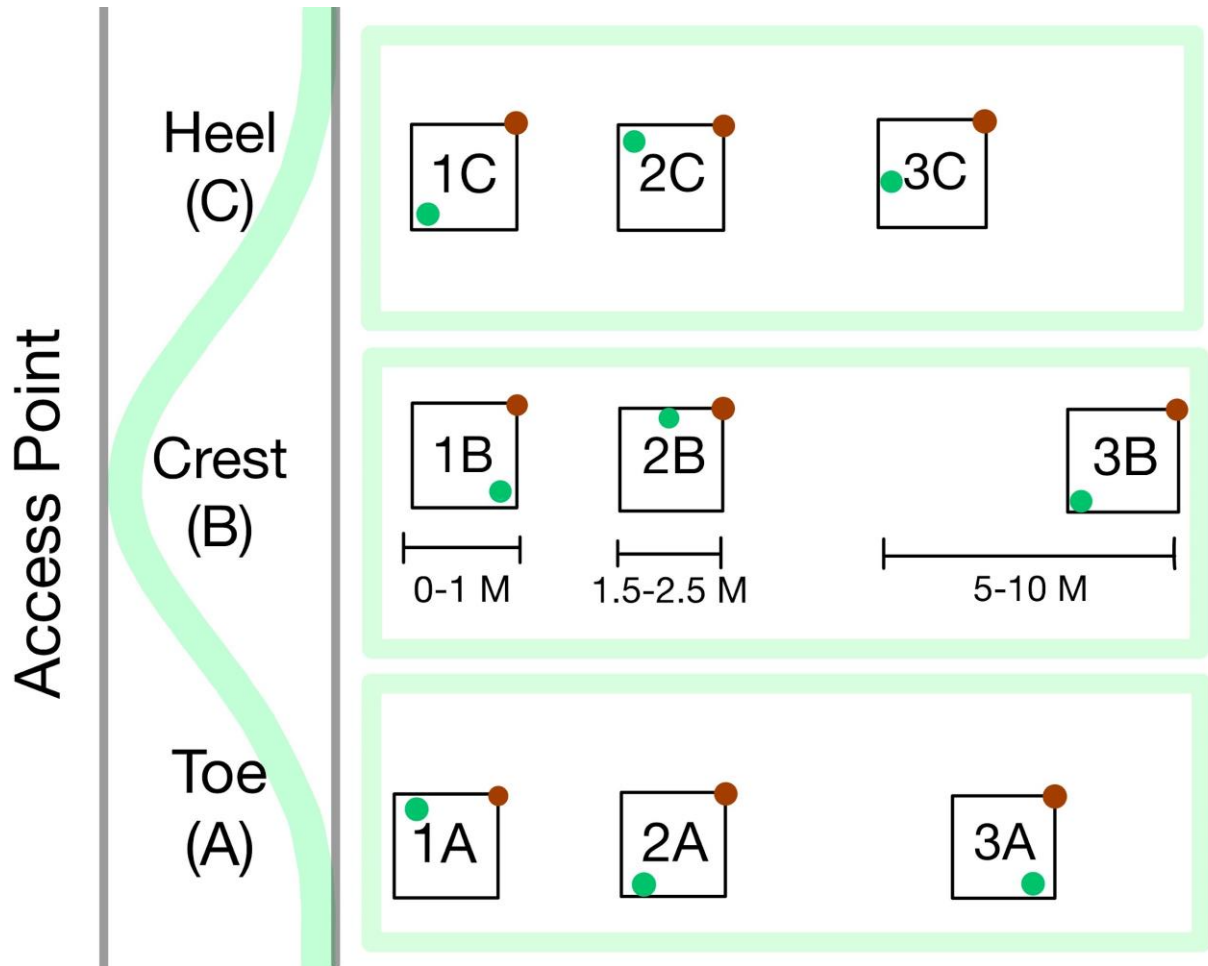 Access Point
Heel
(C)
1C
2C
3C
Crest
(B)
1B
2B
3B
0-1 M
1.5-2.5 M
5-10 M
Toe
(A)
1A
2A
3A